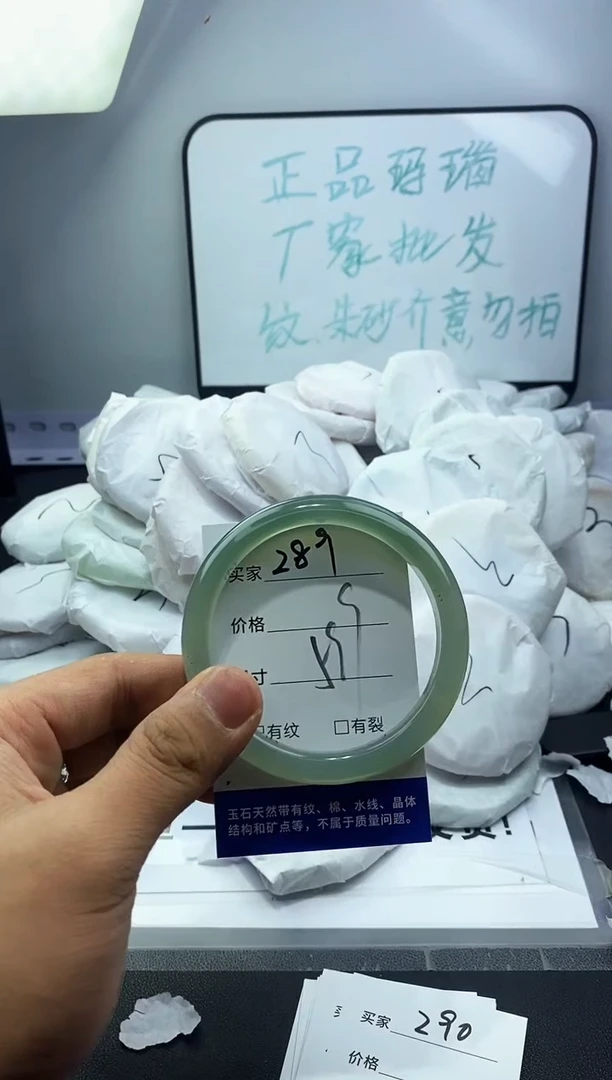 正品玛瑙
厂家批发
纹、朱砂介意勿拍
买家 289
价格
寸 59
□有纹 □有裂
玉石天然带有纹、棉、水线、晶体
结构和矿点等，不属于质量问题。
买家 290
价格